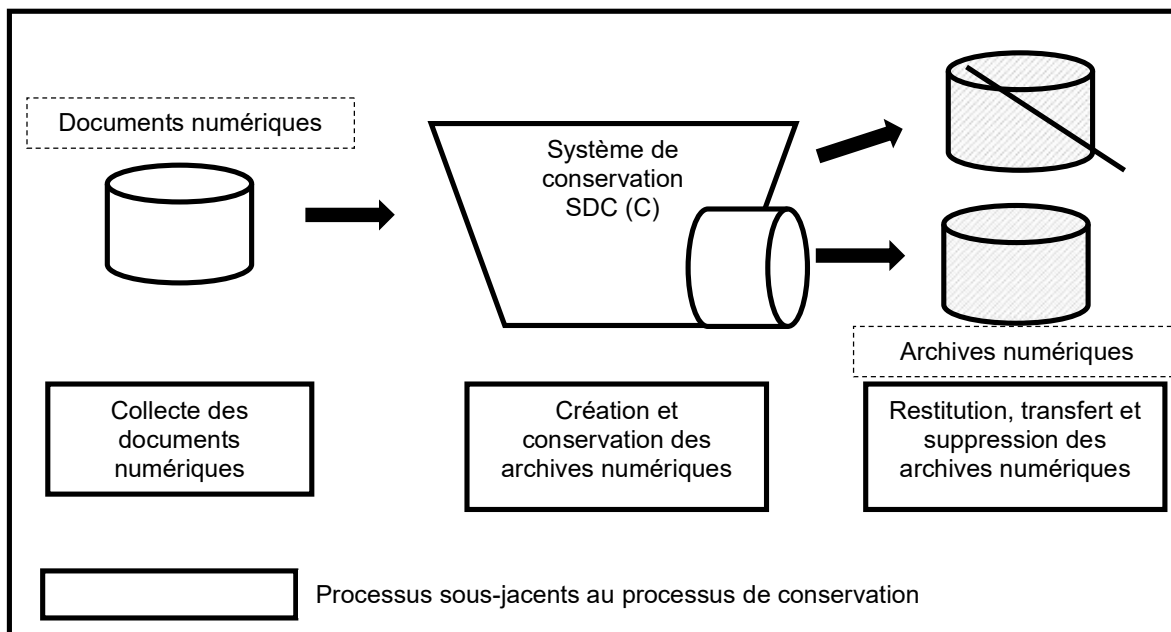 Documents numériques
Système de
conservation
SDC (C)
Archives numériques
Collecte des
documents
numériques
Création et
conservation des
archives numériques
Restitution, transfert et
suppression des
archives numériques
Processus sous-jacents au processus de conservation